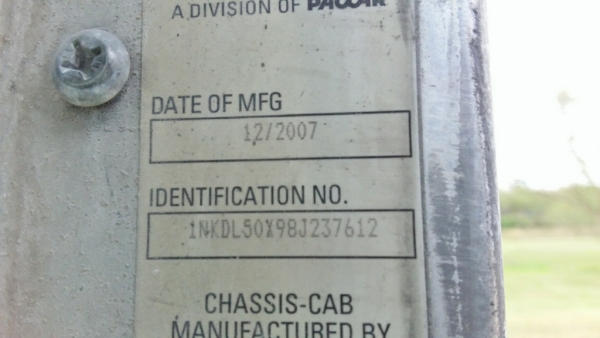 A DIVISION OF PACCAR
DATE OF MFG
12/2007
IDENTIFICATION NO.
1NKDL50X98J237612
CHASSIS-CAB
MANUFACTURED BY